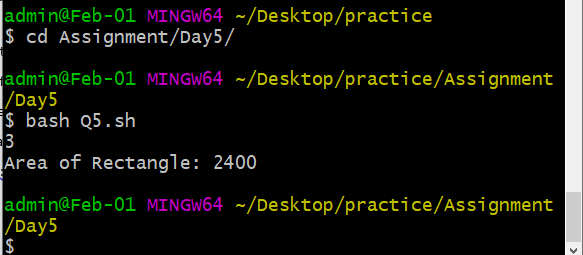 admin@Feb-01 MINGW64 ~/Desktop/practice
$ cd Assignment/Day5/
admin@Feb-01 MINGW64 ~/Desktop/practice/Assignment
/Day5
$ bash Q5.sh
3
Area of Rectangle: 2400
admin@Feb-01 MINGW64 ~/Desktop/practice/Assignment
/Day5
$